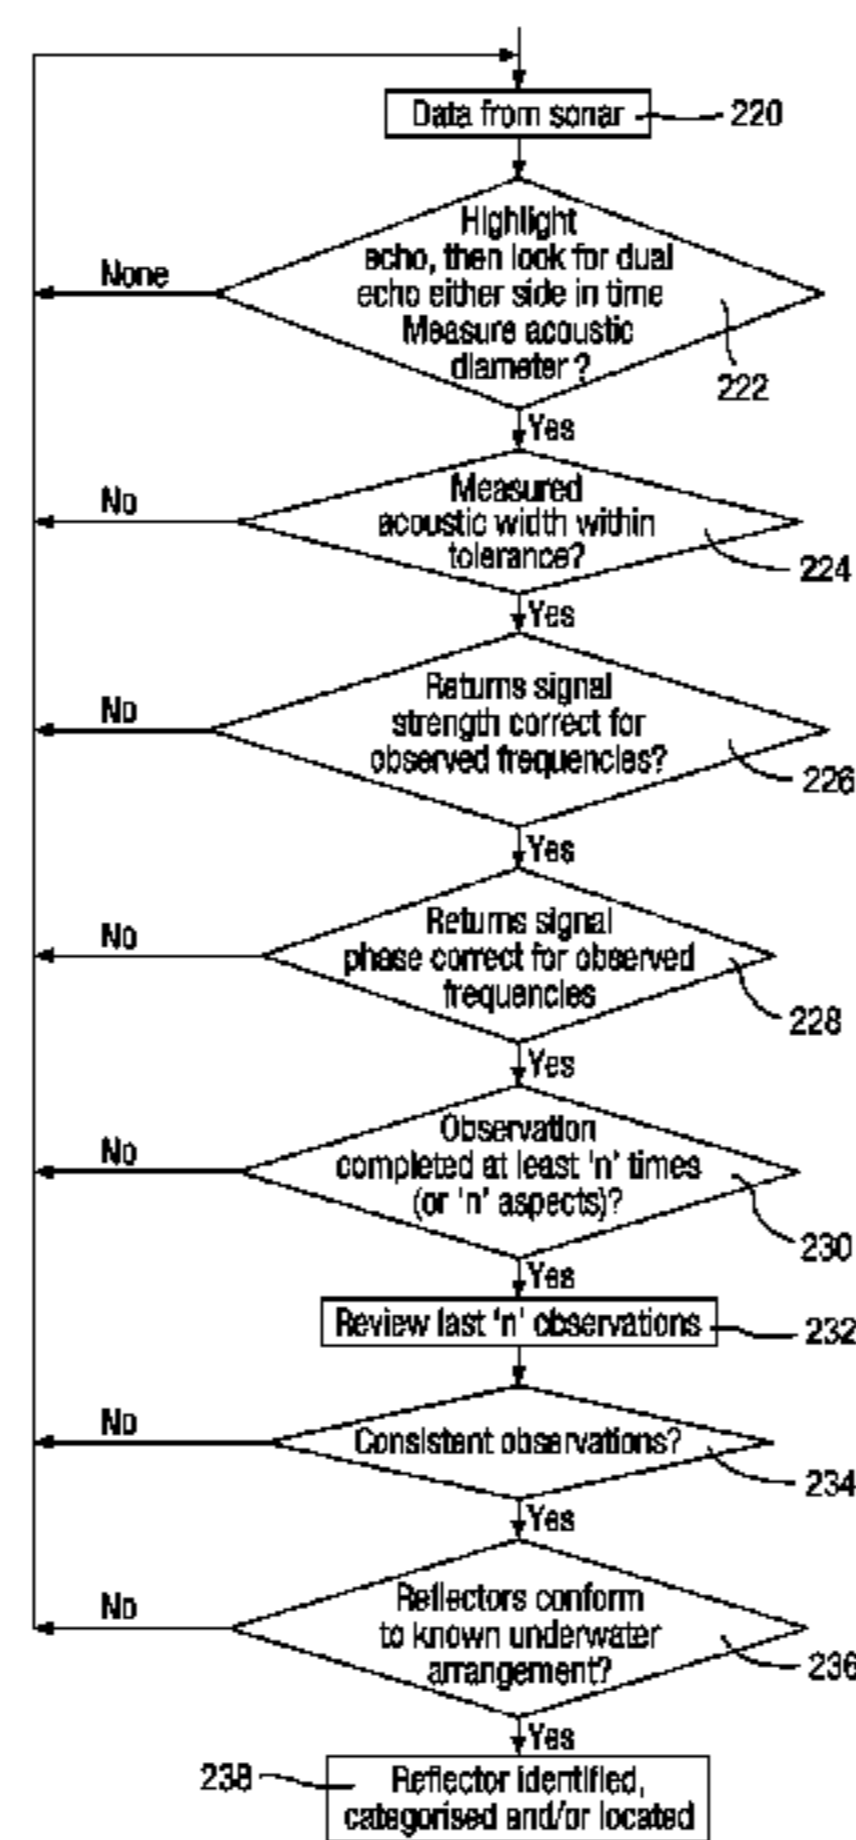 Data from sonar
220
Highlight
echo, then look for dual
echo either side in time
Measure acoustic
diameter ?
None
222
Yes
Measured
acoustic width within
tolerance?
No
224
Yes
Returns signal
strength correct for
observed frequencies?
No
226
Yes
Returns signal
phase correct for observed
frequencies
No
228
Yes
Observation
completed at least 'n' times
(or 'n' aspects)?
No
230
Yes
Review last 'n' observations
232
Consistent observations?
No
234
Yes
Reflectors conform
to known underwater
arrangement?
No
236
Yes
238
Reflector identified,
categorised and/or located